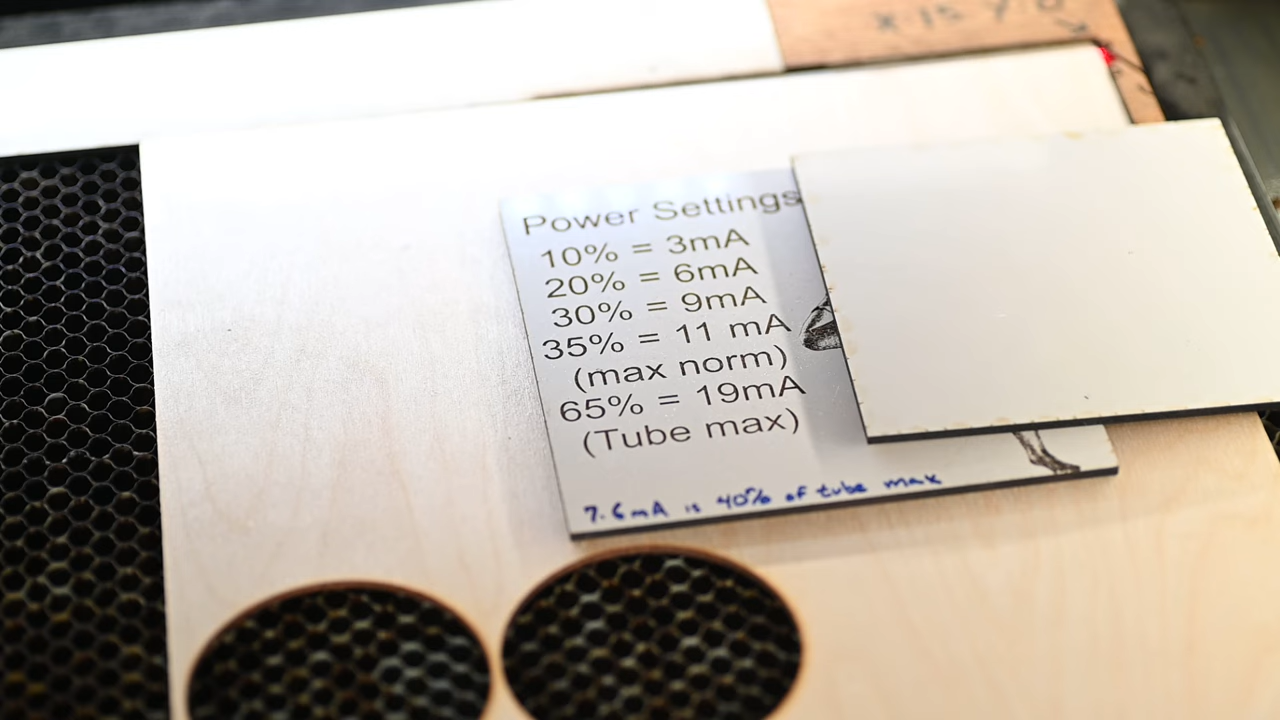 X-15 Y
Power Settings
10% = 3mA
20% = 6mA
30% = 9mA
35% = 11 mA
(max norm)
65% = 19mA
(Tube max)
7.6mA is 40% of tube max